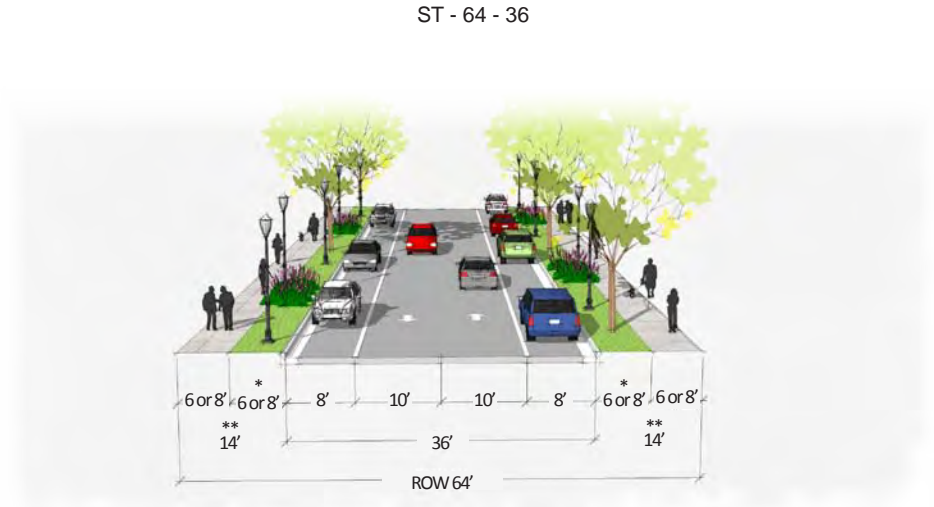 ST - 64 - 36
* *
6 or 8’ 6 or 8’ 8’ 10’ 10’ 8’ 6 or 8’ 6 or 8’
** **
14’ 36’ 14’
ROW 64’